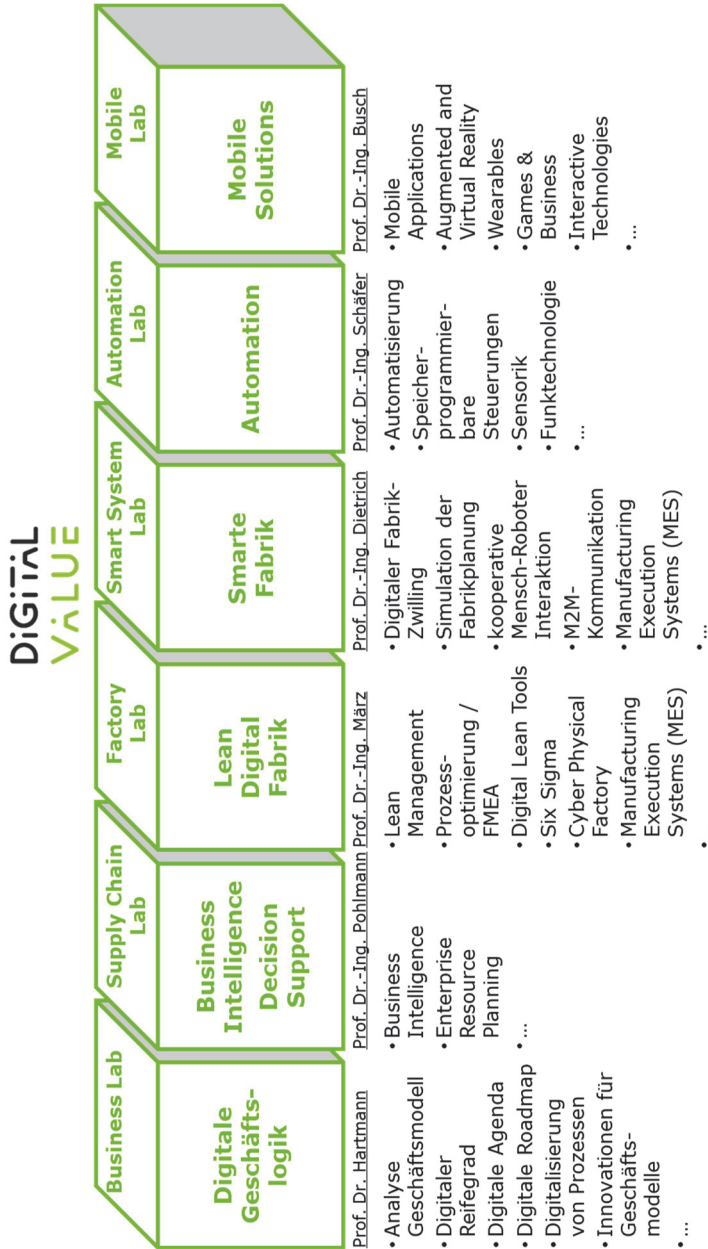 DiGiTAL
VALUE
Business Lab
Digitale
Geschäfts-
logik
Prof. Dr. Hartmann
• Analyse
Geschäftsmodell
• Digitaler
Reifegrad
• Digitale Agenda
• Digitale Roadmap
• Digitalisierung
von Prozessen
• Innovationen für
Geschäfts-
modelle
• ...
Supply Chain
Lab
Business
Intelligence
Decision
Support
Prof. Dr.-Ing. Pohlmann
• Business
Intelligence
• Enterprise
Resource
Planning
• ...
Factory
Lab
Lean
Digital
Fabrik
Prof. Dr.-Ing. März
• Lean
Management
• Prozess-
optimierung /
FMEA
• Digital Lean Tools
• Six Sigma
• Cyber Physical
Factory
• Manufacturing
Execution
Systems (MES)
•
Smart System
Lab
Smarte
Fabrik
Prof. Dr.-Ing. Dietrich
• Digitaler Fabrik-
Zwilling
• Simulation der
Fabrikplanung
• kooperative
Mensch-Roboter
Interaktion
• M2M-
Kommunikation
• Manufacturing
Execution
Systems (MES)
• ...
Automation
Lab
Automation
Prof. Dr.-Ing. Schäfer
• Automatisierung
• Speicher-
programmier-
bare
Steuerungen
• Sensorik
• Funktechnologie
• ...
Mobile
Lab
Mobile
Solutions
Prof. Dr.-Ing. Busch
• Mobile
Applications
• Augmented and
Virtual Reality
• Wearables
• Games &
Business
• Interactive
Technologies
• ...